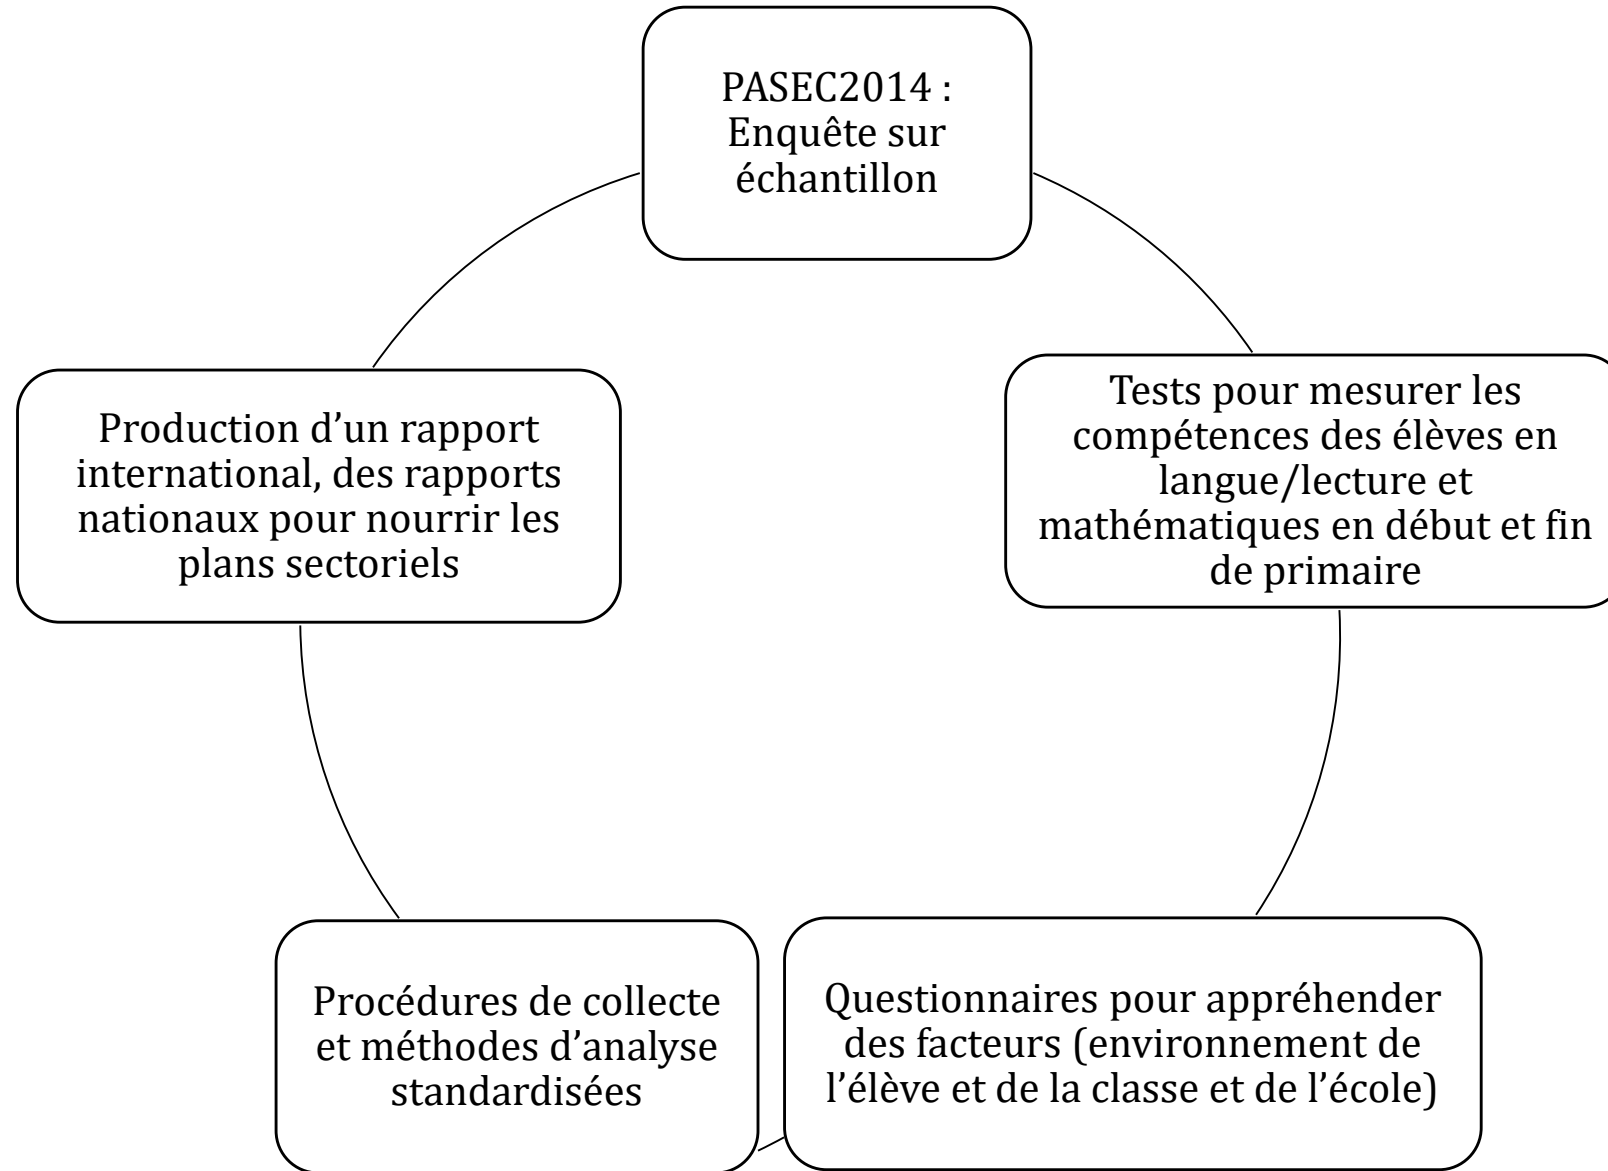 PASEC2014 :
Enquête sur
échantillon
Tests pour mesurer les
compétences des élèves en
langue/lecture et
mathématiques en début et fin
de primaire
Questionnaires pour appréhender
des facteurs (environnement de
l’élève et de la classe et de l’école)
Procédures de collecte
et méthodes d’analyse
standardisées
Production d’un rapport
international, des rapports
nationaux pour nourrir les
plans sectoriels